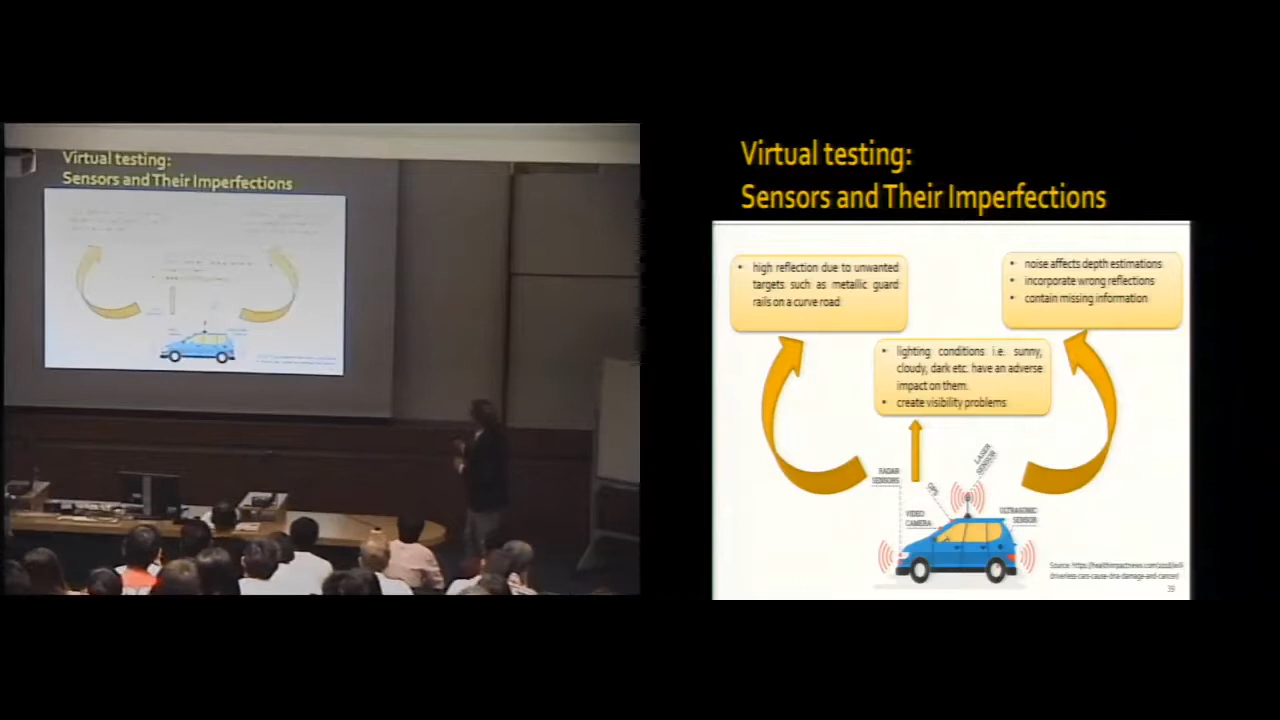 Virtual testing:
Sensors and Their Imperfections
Virtual testing:
Sensors and Their Imperfections
• high reflection due to unwanted
targets such as metallic guard
rails on a curve road
• noise affects depth estimations
• incorporate wrong reflections
• contain missing information
• lighting conditions i.e. sunny,
cloudy, dark etc. have an adverse
impact on them.
• create visibility problems
LASER
SENSOR
RADAR
SENSORS
GPS
VIDEO
CAMERA
ULTRASONIC
SENSOR
Source: https://healthimpactnews.com/2018/will-
driverless-cars-cause-dna-damage-and-cancer/
39